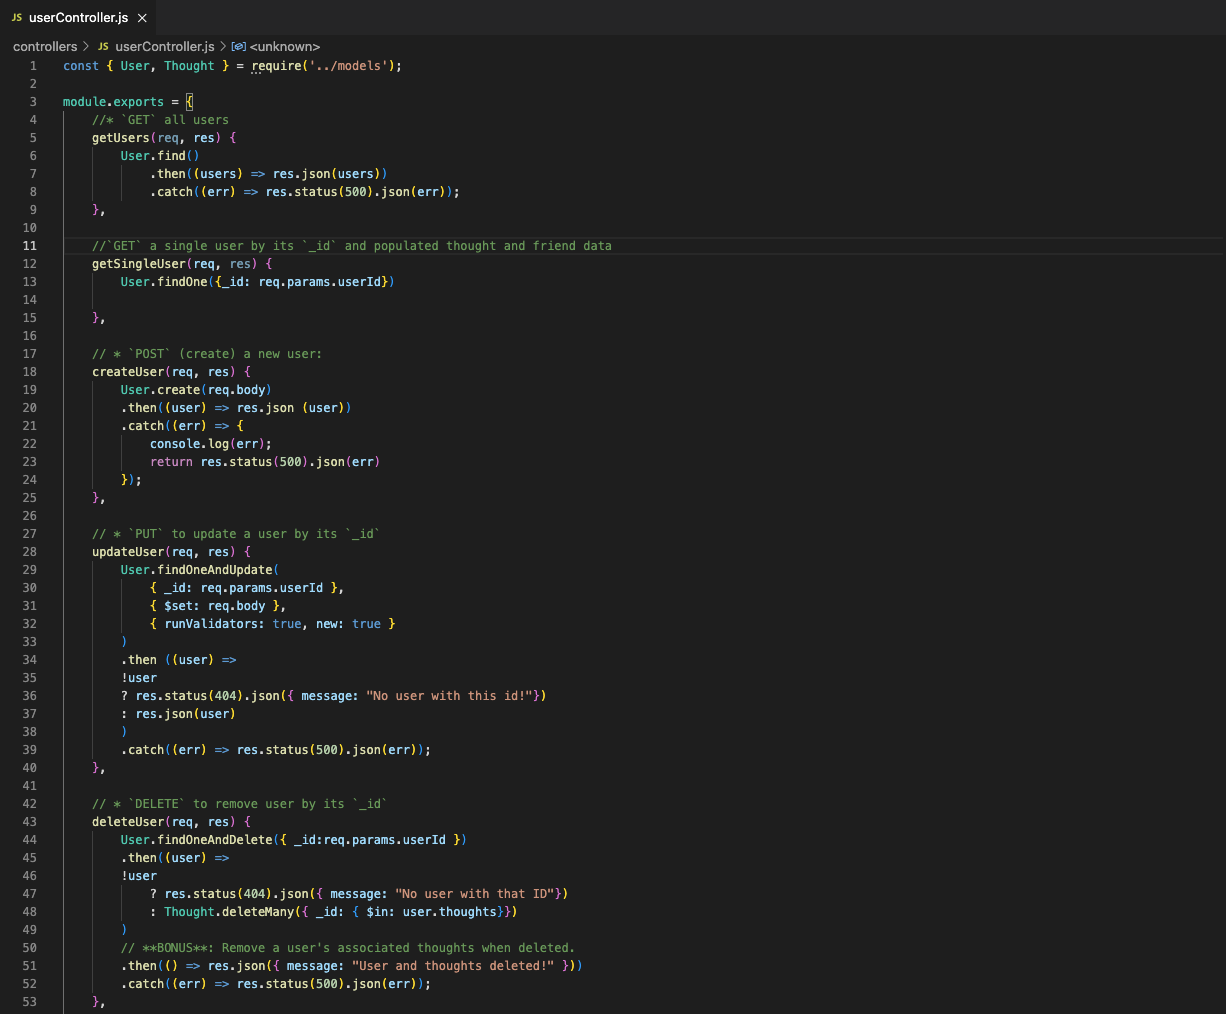 JS userController.js ×
controllers > JS userController.js > <unknown>
1 const { User, Thought } = require('../models');
2
3 module.exports = {
4 //* `GET` all users
5 getUsers(req, res) {
6 User.find()
7 .then((users) => res.json(users))
8 .catch((err) => res.status(500).json(err));
9 },
10
11 //`GET` a single user by its `_id` and populated thought and friend data
12 getSingleUser(req, res) {
13 User.findOne({_id: req.params.userId})
14
15 },
16
17 // * `POST` (create) a new user:
18 createUser(req, res) {
19 User.create(req.body)
20 .then((user) => res.json (user))
21 .catch((err) => {
22 console.log(err);
23 return res.status(500).json(err)
24 });
25 },
26
27 // * `PUT` to update a user by its `_id`
28 updateUser(req, res) {
29 User.findOneAndUpdate(
30 { _id: req.params.userId },
31 { $set: req.body },
32 { runValidators: true, new: true }
33 )
34 .then ((user) =>
35 !user
36 ? res.status(404).json({ message: "No user with this id!"})
37 : res.json(user)
38 )
39 .catch((err) => res.status(500).json(err));
40 },
41
42 // * `DELETE` to remove user by its `_id`
43 deleteUser(req, res) {
44 User.findOneAndDelete({ _id:req.params.userId })
45 .then((user) =>
46 !user
47 ? res.status(404).json({ message: "No user with that ID"})
48 : Thought.deleteMany({ _id: { $in: user.thoughts}})
49 )
50 // **BONUS**: Remove a user's associated thoughts when deleted.
51 .then(() => res.json({ message: "User and thoughts deleted!" }))
52 .catch((err) => res.status(500).json(err));
53 },